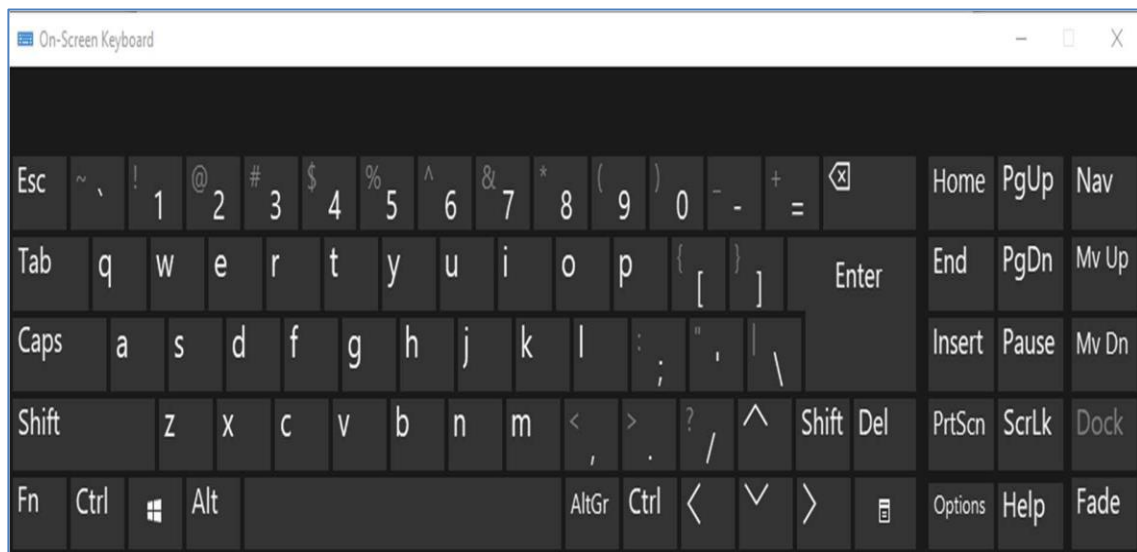 On-Screen Keyboard
Esc ~ ` ! 1 @ 2 # 3 $ 4 % 5 ^ 6 & 7 * 8 ( 9 ) 0 _ - + = Home PgUp Nav
Tab q w e r t y u i o p { [ } ] Enter End PgDn Mv Up
Caps a s d f g h j k l : ; " ' | \ Insert Pause Mv Dn
Shift z x c v b n m < , > . ? / Shift Del PrtScn ScrLk Dock
Fn Ctrl Alt AltGr Ctrl Options Help Fade